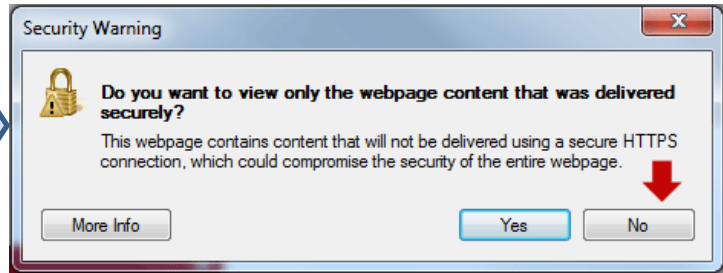 Security Warning
Do you want to view only the webpage content that was delivered
securely?
This webpage contains content that will not be delivered using a secure HTTPS
connection, which could compromise the security of the entire webpage.
More Info
Yes
No